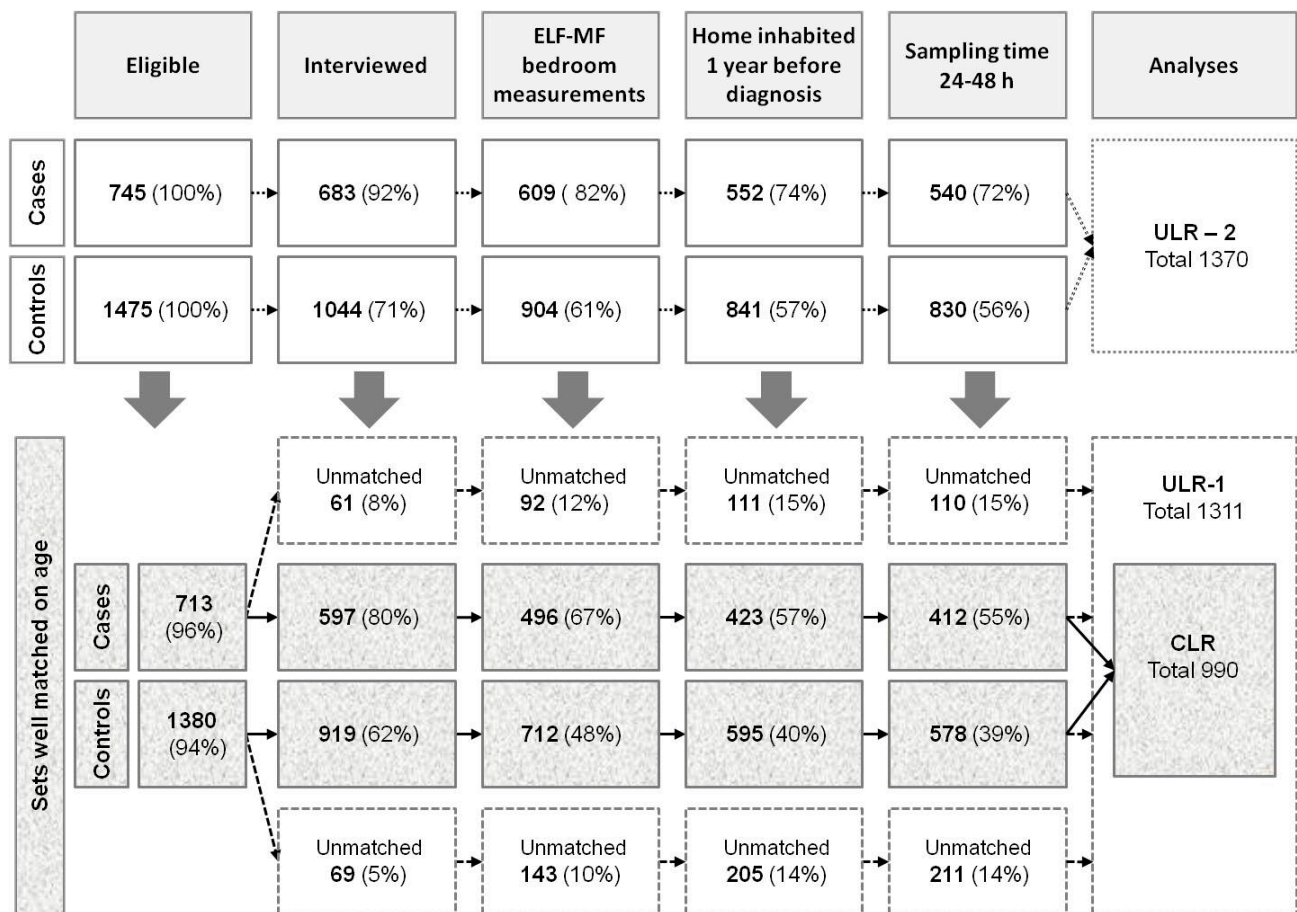 Eligible
Interviewed
ELF-MF
bedroom
measurements
Home inhabited
1 year before
diagnosis
Sampling time
24-48 h
Analyses
Cases
745 (100%)
683 (92%)
609 ( 82%)
552 (74%)
540 (72%)
ULR – 2
Total 1370
Controls
1475 (100%)
1044 (71%)
904 (61%)
841 (57%)
830 (56%)
Sets well matched on age
Unmatched
61 (8%)
Unmatched
92 (12%)
Unmatched
111 (15%)
Unmatched
110 (15%)
ULR-1
Total 1311
Cases
713
(96%)
597 (80%)
496 (67%)
423 (57%)
412 (55%)
CLR
Total 990
Controls
1380
(94%)
919 (62%)
712 (48%)
595 (40%)
578 (39%)
Unmatched
69 (5%)
Unmatched
143 (10%)
Unmatched
205 (14%)
Unmatched
211 (14%)